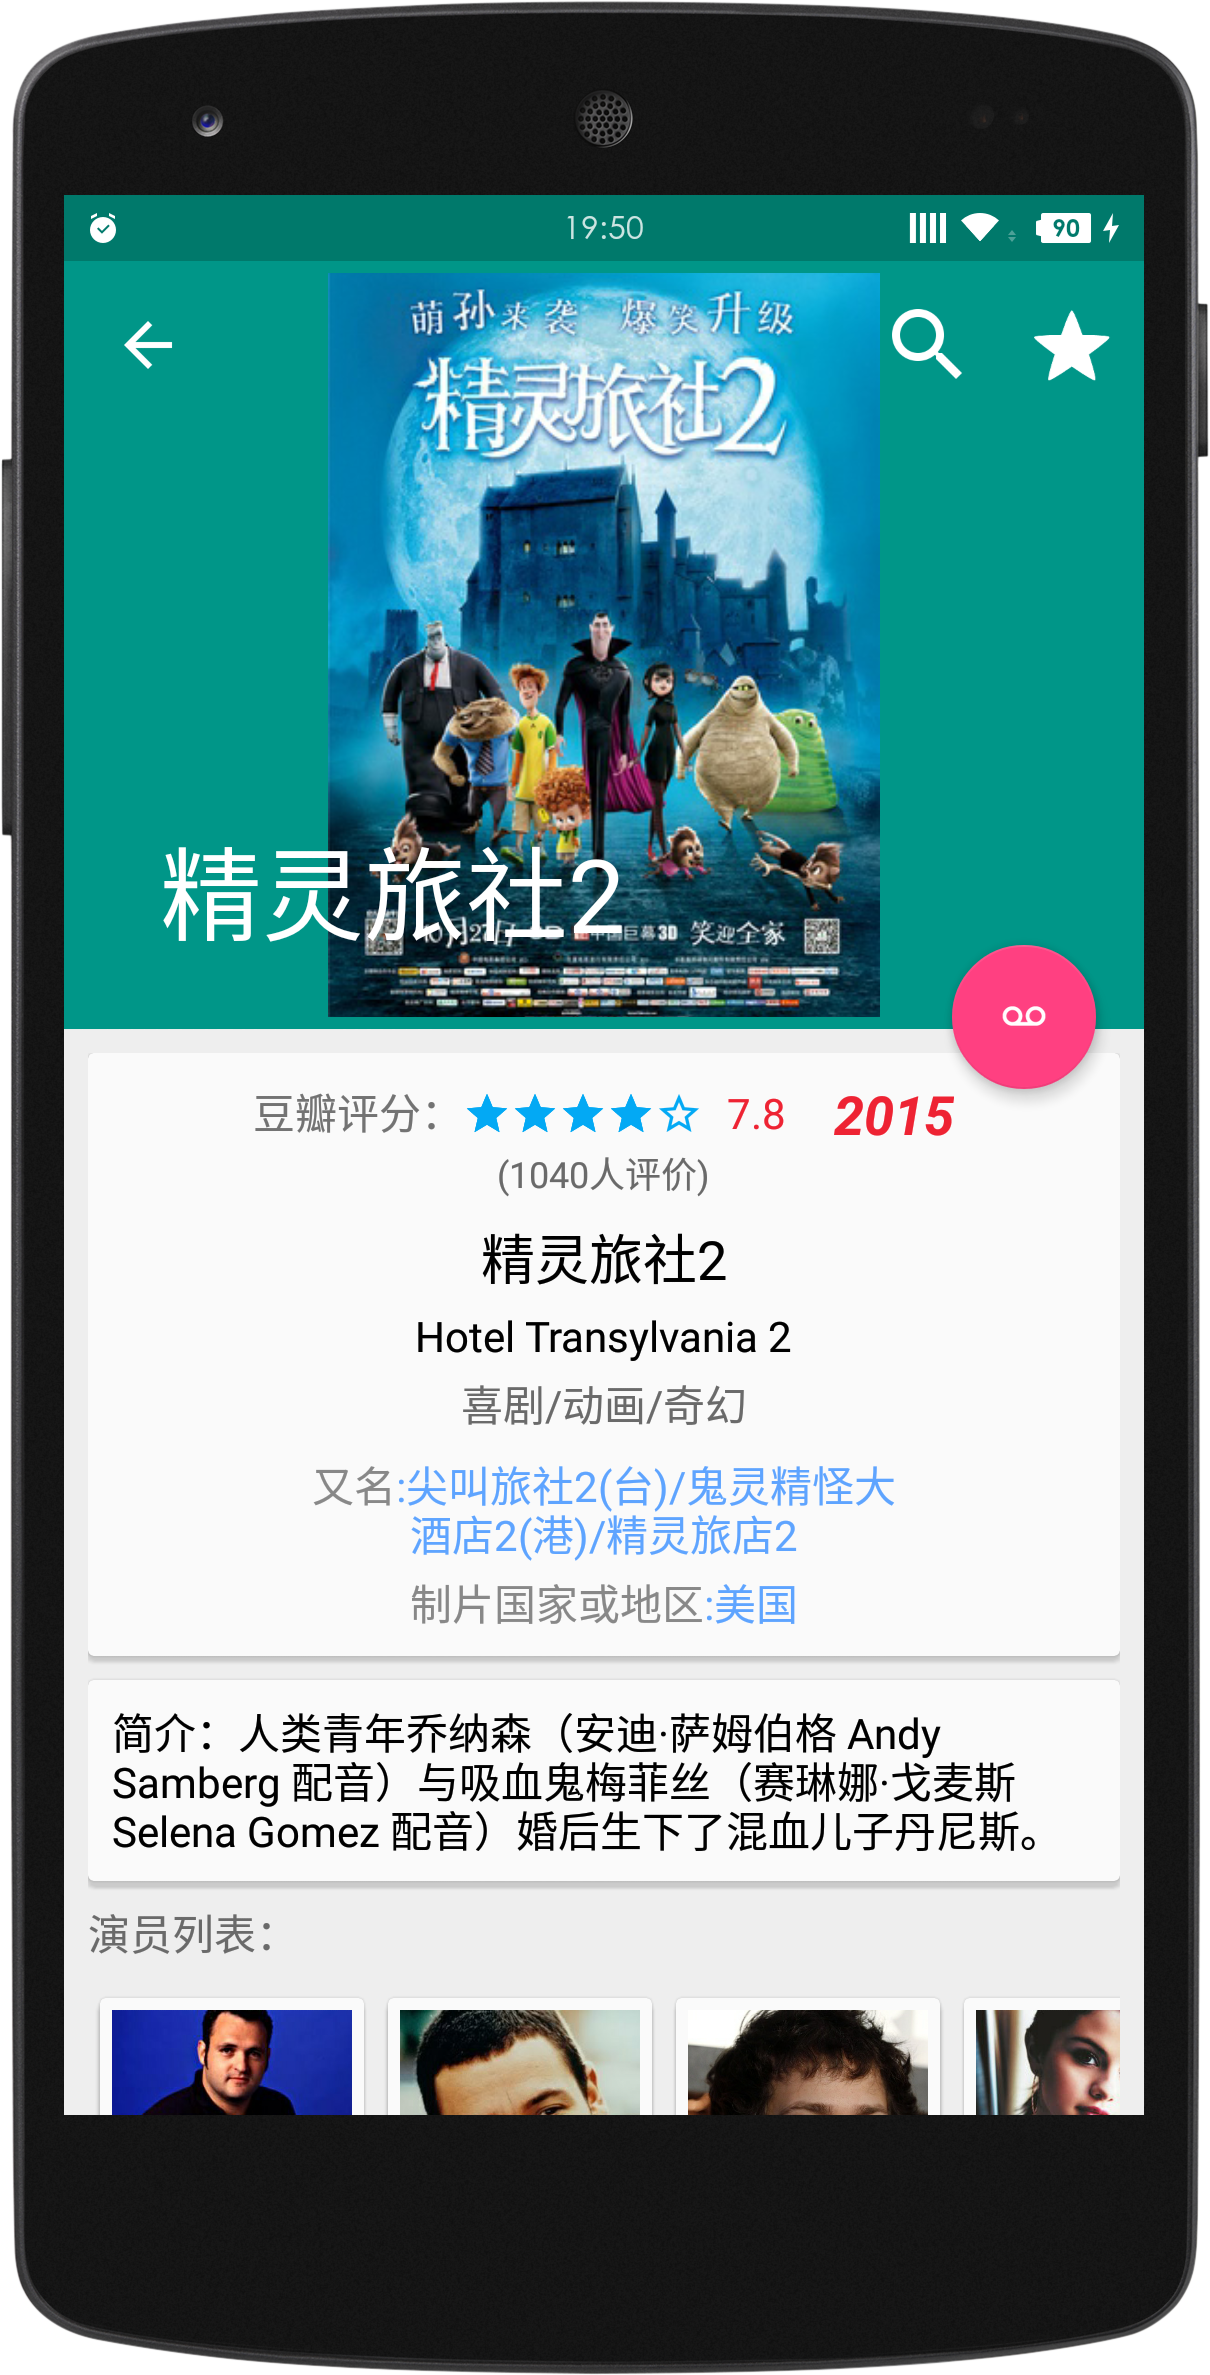 19:50
90
萌孙来袭 爆笑升级
精灵旅社2
精灵旅社2
中国巨幕3D 笑迎全家
豆瓣评分： 7.8 2015
(1040人评价)
精灵旅社2
Hotel Transylvania 2
喜剧/动画/奇幻
又名:尖叫旅社2(台)/鬼灵精怪大
酒店2(港)/精灵旅店2
制片国家或地区:美国
简介：人类青年乔纳森（安迪·萨姆伯格 Andy
Samberg 配音）与吸血鬼梅菲丝（赛琳娜·戈麦斯
Selena Gomez 配音）婚后生下了混血儿子丹尼斯。
演员列表：